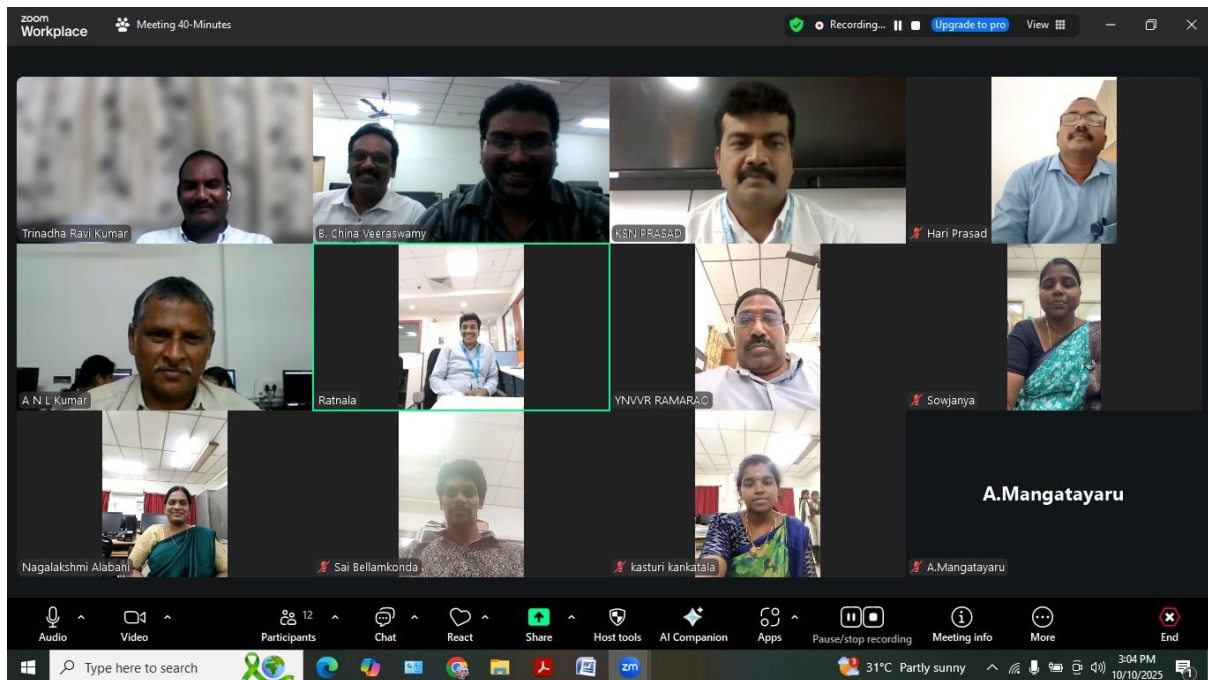 zoom
Workplace
Meeting 40-Minutes
Recording...
Upgrade to pro
View
Trinadha Ravi Kumar
B. China Veeraswamy
KSN PRASAD
Hari Prasad
A N L Kumar
Ratnala
YNVVR RAMARAO
Sowjanya
Nagalakshmi Alabani
Sai Bellamkonda
kasturi kankatala
A.Mangatayaru
A.Mangatayaru
Audio
Video
12
Participants
Chat
React
Share
Host tools
AI Companion
Apps
Pause/stop recording
Meeting info
More
End
Type here to search
zm
31°C Partly sunny
3:04 PM
10/10/2025
1